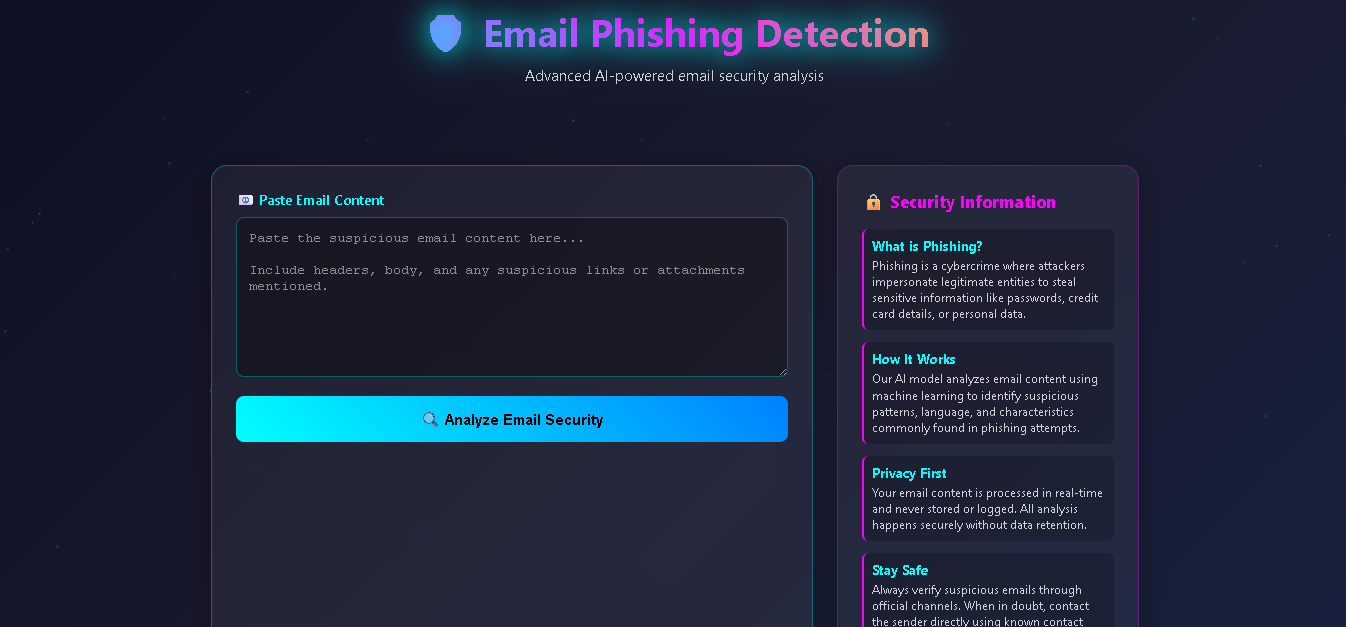 Email Phishing Detection
Advanced AI-powered email security analysis
Paste Email Content
Paste the suspicious email content here...
Include headers, body, and any suspicious links or attachments
mentioned.
Analyze Email Security
Security Information
What is Phishing?
Phishing is a cybercrime where attackers
impersonate legitimate entities to steal
sensitive information like passwords, credit
card details, or personal data.
How It Works
Our AI model analyzes email content using
machine learning to identify suspicious
patterns, language, and characteristics
commonly found in phishing attempts.
Privacy First
Your email content is processed in real-time
and never stored or logged. All analysis
happens securely without data retention.
Stay Safe
Always verify suspicious emails through
official channels. When in doubt, contact
the sender directly using known contact